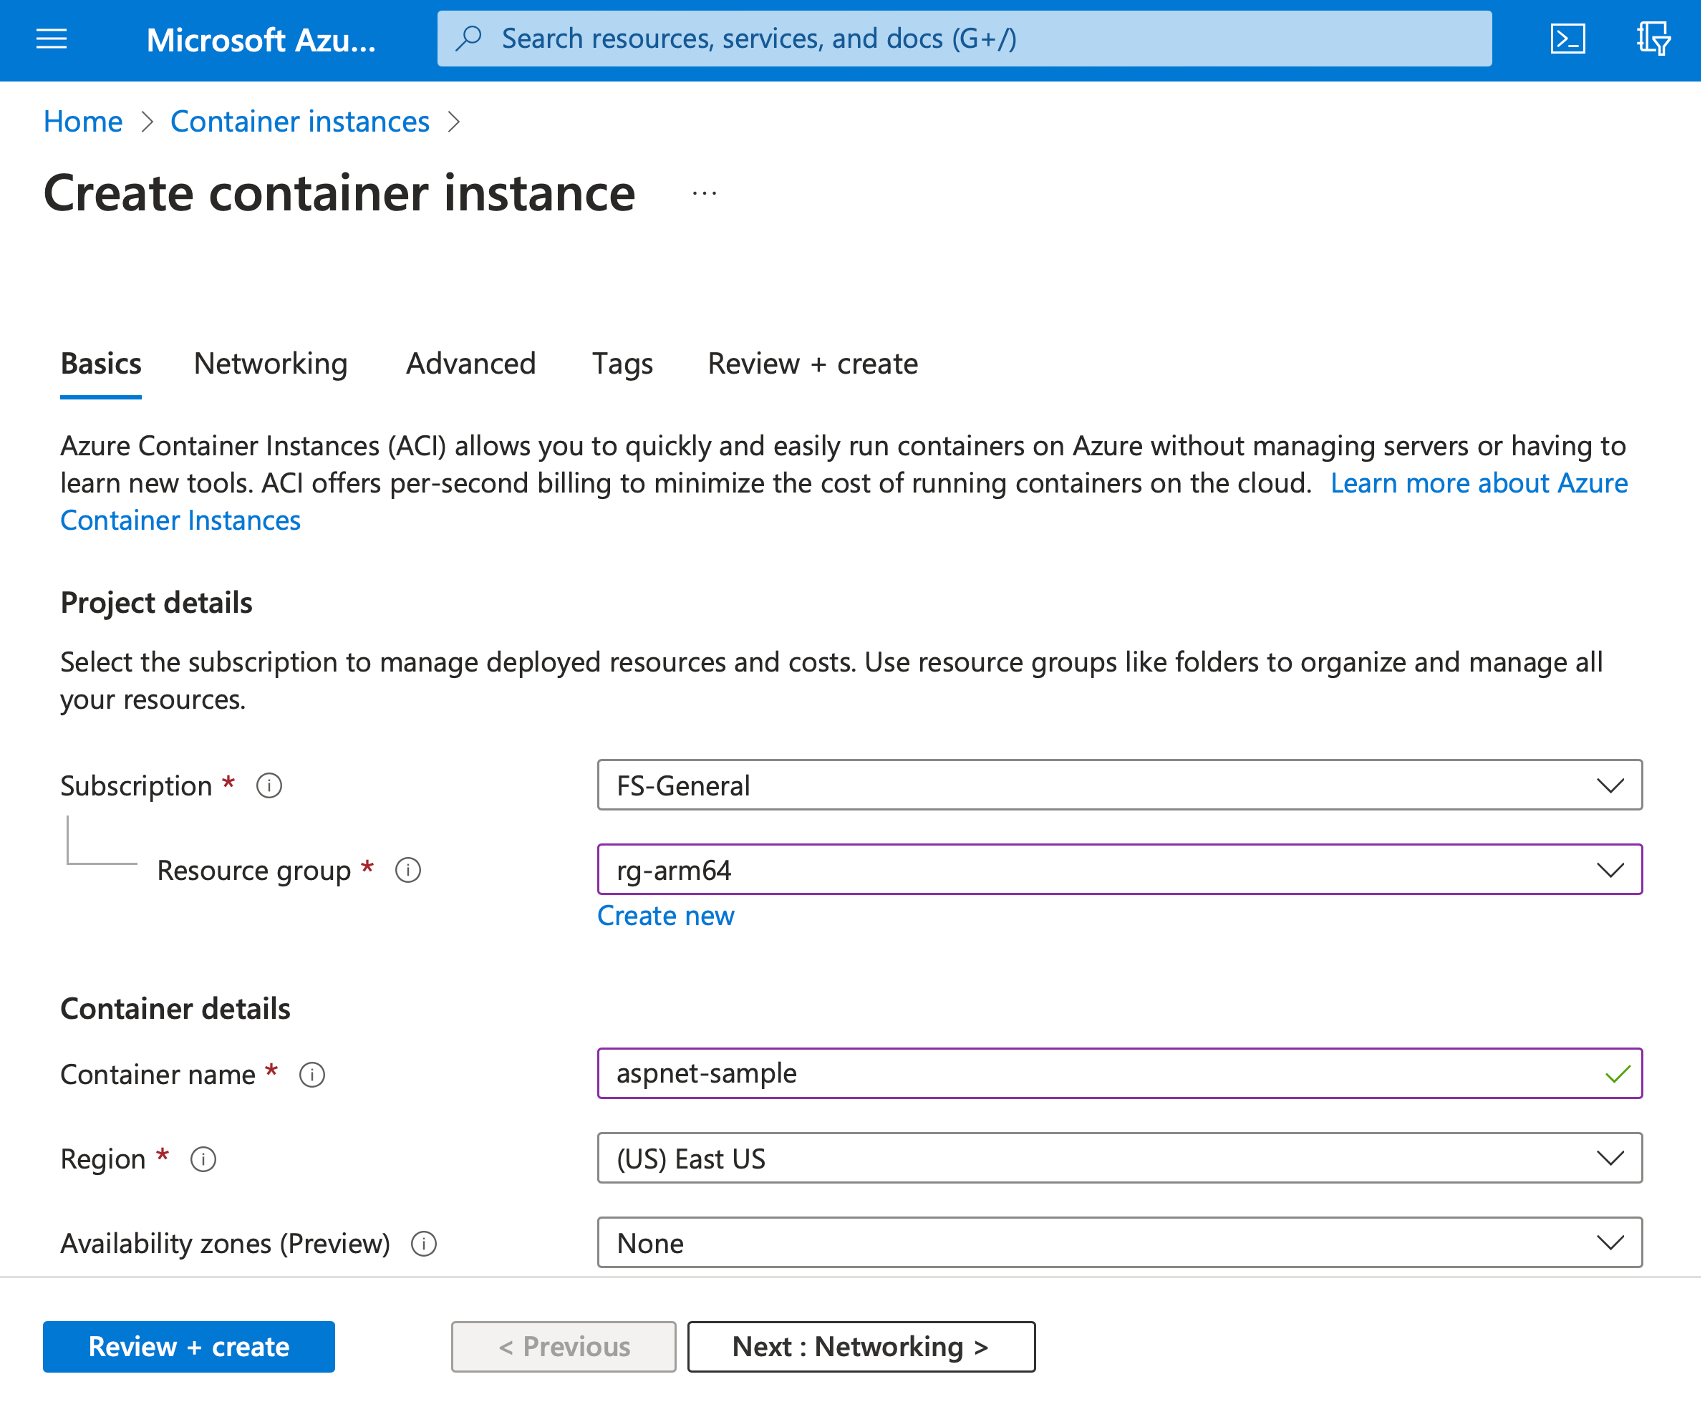 Microsoft Azu...
Search resources, services, and docs (G+/)
Home > Container instances >
Create container instance ...
Basics Networking Advanced Tags Review + create
Azure Container Instances (ACI) allows you to quickly and easily run containers on Azure without managing servers or having to
learn new tools. ACI offers per-second billing to minimize the cost of running containers on the cloud. Learn more about Azure
Container Instances
Project details
Select the subscription to manage deployed resources and costs. Use resource groups like folders to organize and manage all
your resources.
Subscription * FS-General
Resource group * rg-arm64
Create new
Container details
Container name * aspnet-sample
Region * (US) East US
Availability zones (Preview) None
Review + create < Previous Next : Networking >